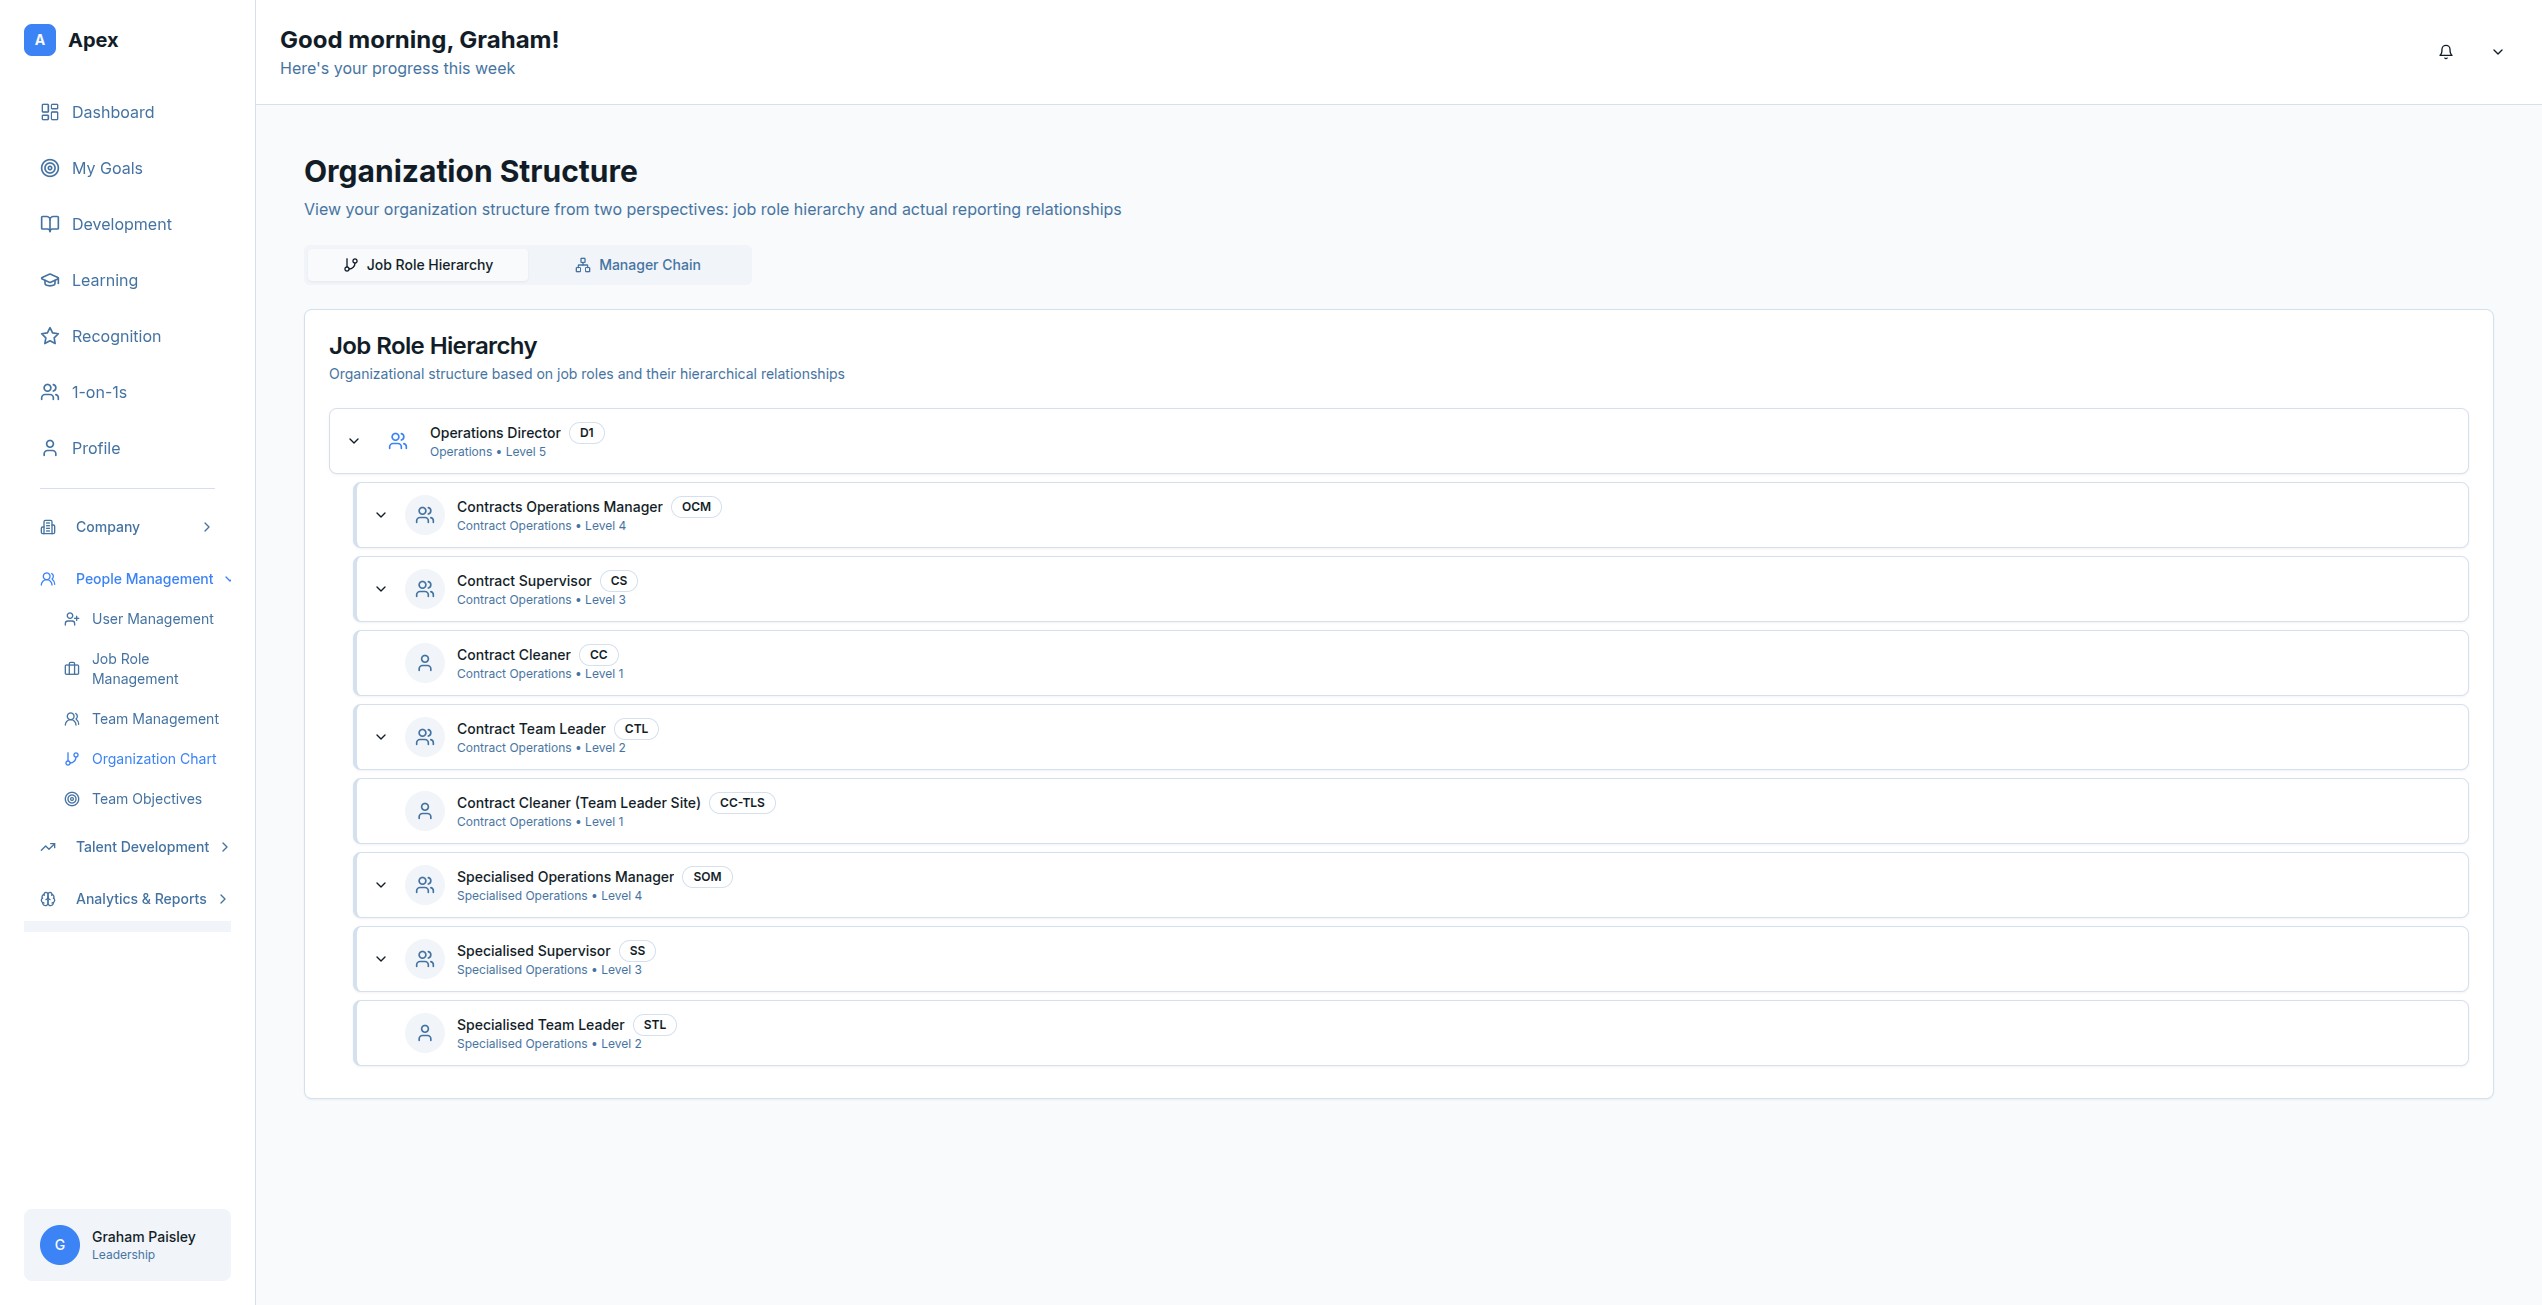 A
Apex
Dashboard
My Goals
Development
Learning
Recognition
1-on-1s
Profile
Company
People Management
User Management
Job Role
Management
Team Management
Organization Chart
Team Objectives
Talent Development
Analytics & Reports
G
Graham Paisley
Leadership
Good morning, Graham!
Here's your progress this week
Organization Structure
View your organization structure from two perspectives: job role hierarchy and actual reporting relationships
Job Role Hierarchy
Manager Chain
Job Role Hierarchy
Organizational structure based on job roles and their hierarchical relationships
Operations Director D1
Operations • Level 5
Contracts Operations Manager OCM
Contract Operations • Level 4
Contract Supervisor CS
Contract Operations • Level 3
Contract Cleaner CC
Contract Operations • Level 1
Contract Team Leader CTL
Contract Operations • Level 2
Contract Cleaner (Team Leader Site) CC-TLS
Contract Operations • Level 1
Specialised Operations Manager SOM
Specialised Operations • Level 4
Specialised Supervisor SS
Specialised Operations • Level 3
Specialised Team Leader STL
Specialised Operations • Level 2